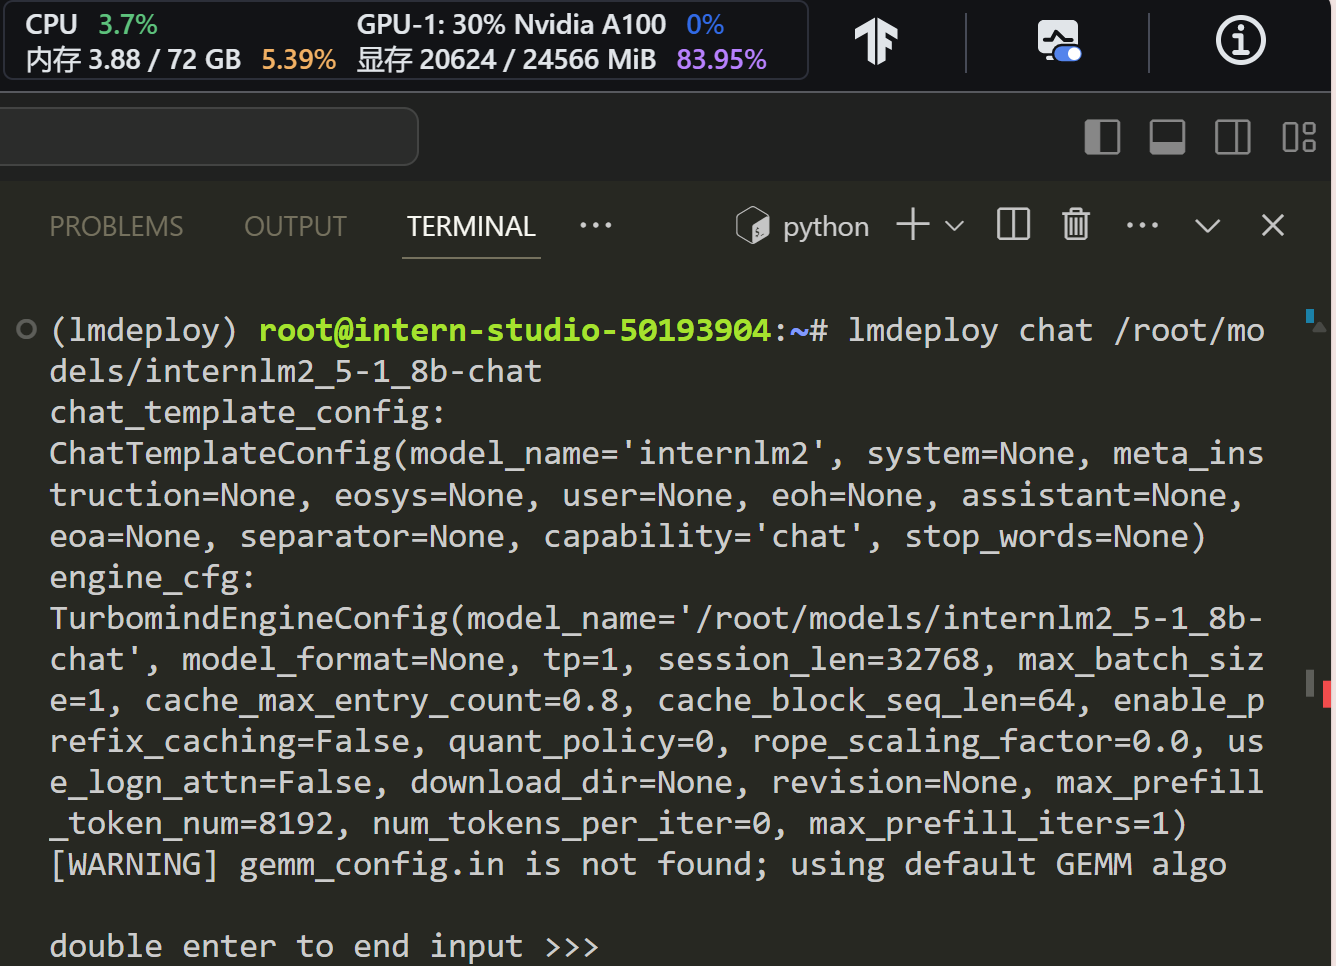 CPU 3.7% GPU-1: 30% Nvidia A100 0%
内存 3.88 / 72 GB 5.39% 显存 20624 / 24566 MiB 83.95%
PROBLEMS OUTPUT TERMINAL ··· python
(lmdeploy) root@intern-studio-50193904:~# lmdeploy chat /root/mo
dels/internlm2_5-1_8b-chat
chat_template_config:
ChatTemplateConfig(model_name='internlm2', system=None, meta_ins
truction=None, eosys=None, user=None, eoh=None, assistant=None,
eoa=None, separator=None, capability='chat', stop_words=None)
engine_cfg:
TurbomindEngineConfig(model_name='/root/models/internlm2_5-1_8b-
chat', model_format=None, tp=1, session_len=32768, max_batch_siz
e=1, cache_max_entry_count=0.8, cache_block_seq_len=64, enable_p
refix_caching=False, quant_policy=0, rope_scaling_factor=0.0, us
e_logn_attn=False, download_dir=None, revision=None, max_prefill
_token_num=8192, num_tokens_per_iter=0, max_prefill_iters=1)
[WARNING] gemm_config.in is not found; using default GEMM algo
double enter to end input >>>